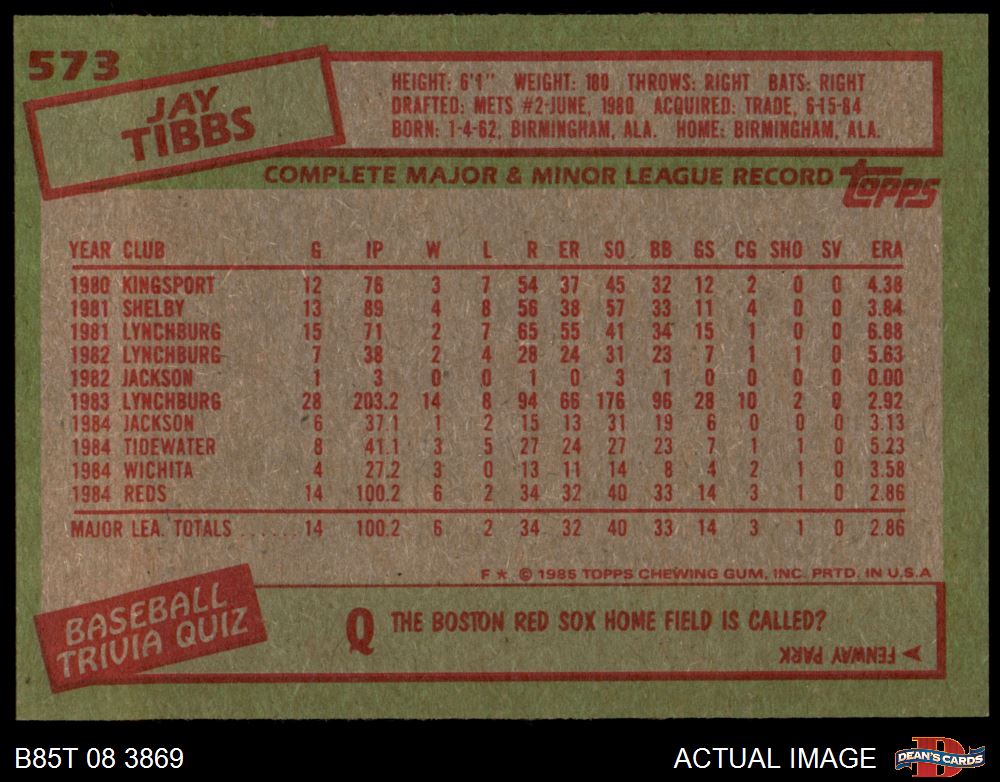 573
JAY
TIBBS
HEIGHT: 6'1" WEIGHT: 180 THROWS: RIGHT BATS: RIGHT
DRAFTED: METS #2-JUNE, 1980 ACQUIRED: TRADE, 6-15-84
BORN: 1-4-62, BIRMINGHAM, ALA. HOME: BIRMINGHAM, ALA.
COMPLETE MAJOR & MINOR LEAGUE RECORD topps
YEAR CLUB G IP W L R ER SO BB GS CG SHO SV ERA
1980 KINGSPORT 12 76 3 7 54 37 45 32 12 2 0 0 4.38
1981 SHELBY 13 89 4 8 56 38 57 33 11 4 0 0 3.84
1981 LYNCHBURG 15 71 2 7 65 55 41 34 15 1 0 0 6.88
1982 LYNCHBURG 7 38 2 4 28 24 31 23 7 1 1 0 5.63
1982 JACKSON 1 3 0 0 1 0 3 1 0 0 0 0 0.00
1983 LYNCHBURG 28 203.2 14 8 94 66 176 96 28 10 2 0 2.92
1984 JACKSON 6 37.1 1 2 15 13 31 19 6 0 0 0 3.13
1984 TIDEWATER 8 41.1 3 5 27 24 27 23 7 1 1 0 5.23
1984 WICHITA 4 27.2 3 0 13 11 14 8 4 2 1 0 3.58
1984 REDS 14 100.2 6 2 34 32 40 33 14 3 1 0 2.86
MAJOR LEA. TOTALS ....... 14 100.2 6 2 34 32 40 33 14 3 1 0 2.86
F * © 1985 TOPPS CHEWING GUM, INC. PRTD. IN U.S.A
BASEBALL
TRIVIA QUIZ
Q THE BOSTON RED SOX HOME FIELD IS CALLED?
FENWAY PARK
B85T 08 3869
ACTUAL IMAGE
D
DEAN'S CARDS